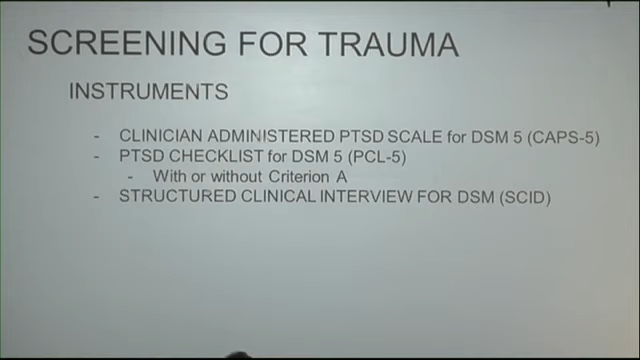 SCREENING FOR TRAUMA
INSTRUMENTS
- CLINICIAN ADMINISTERED PTSD SCALE for DSM 5 (CAPS-5)
- PTSD CHECKLIST for DSM 5 (PCL-5)
- With or without Criterion A
- STRUCTURED CLINICAL INTERVIEW FOR DSM (SCID)